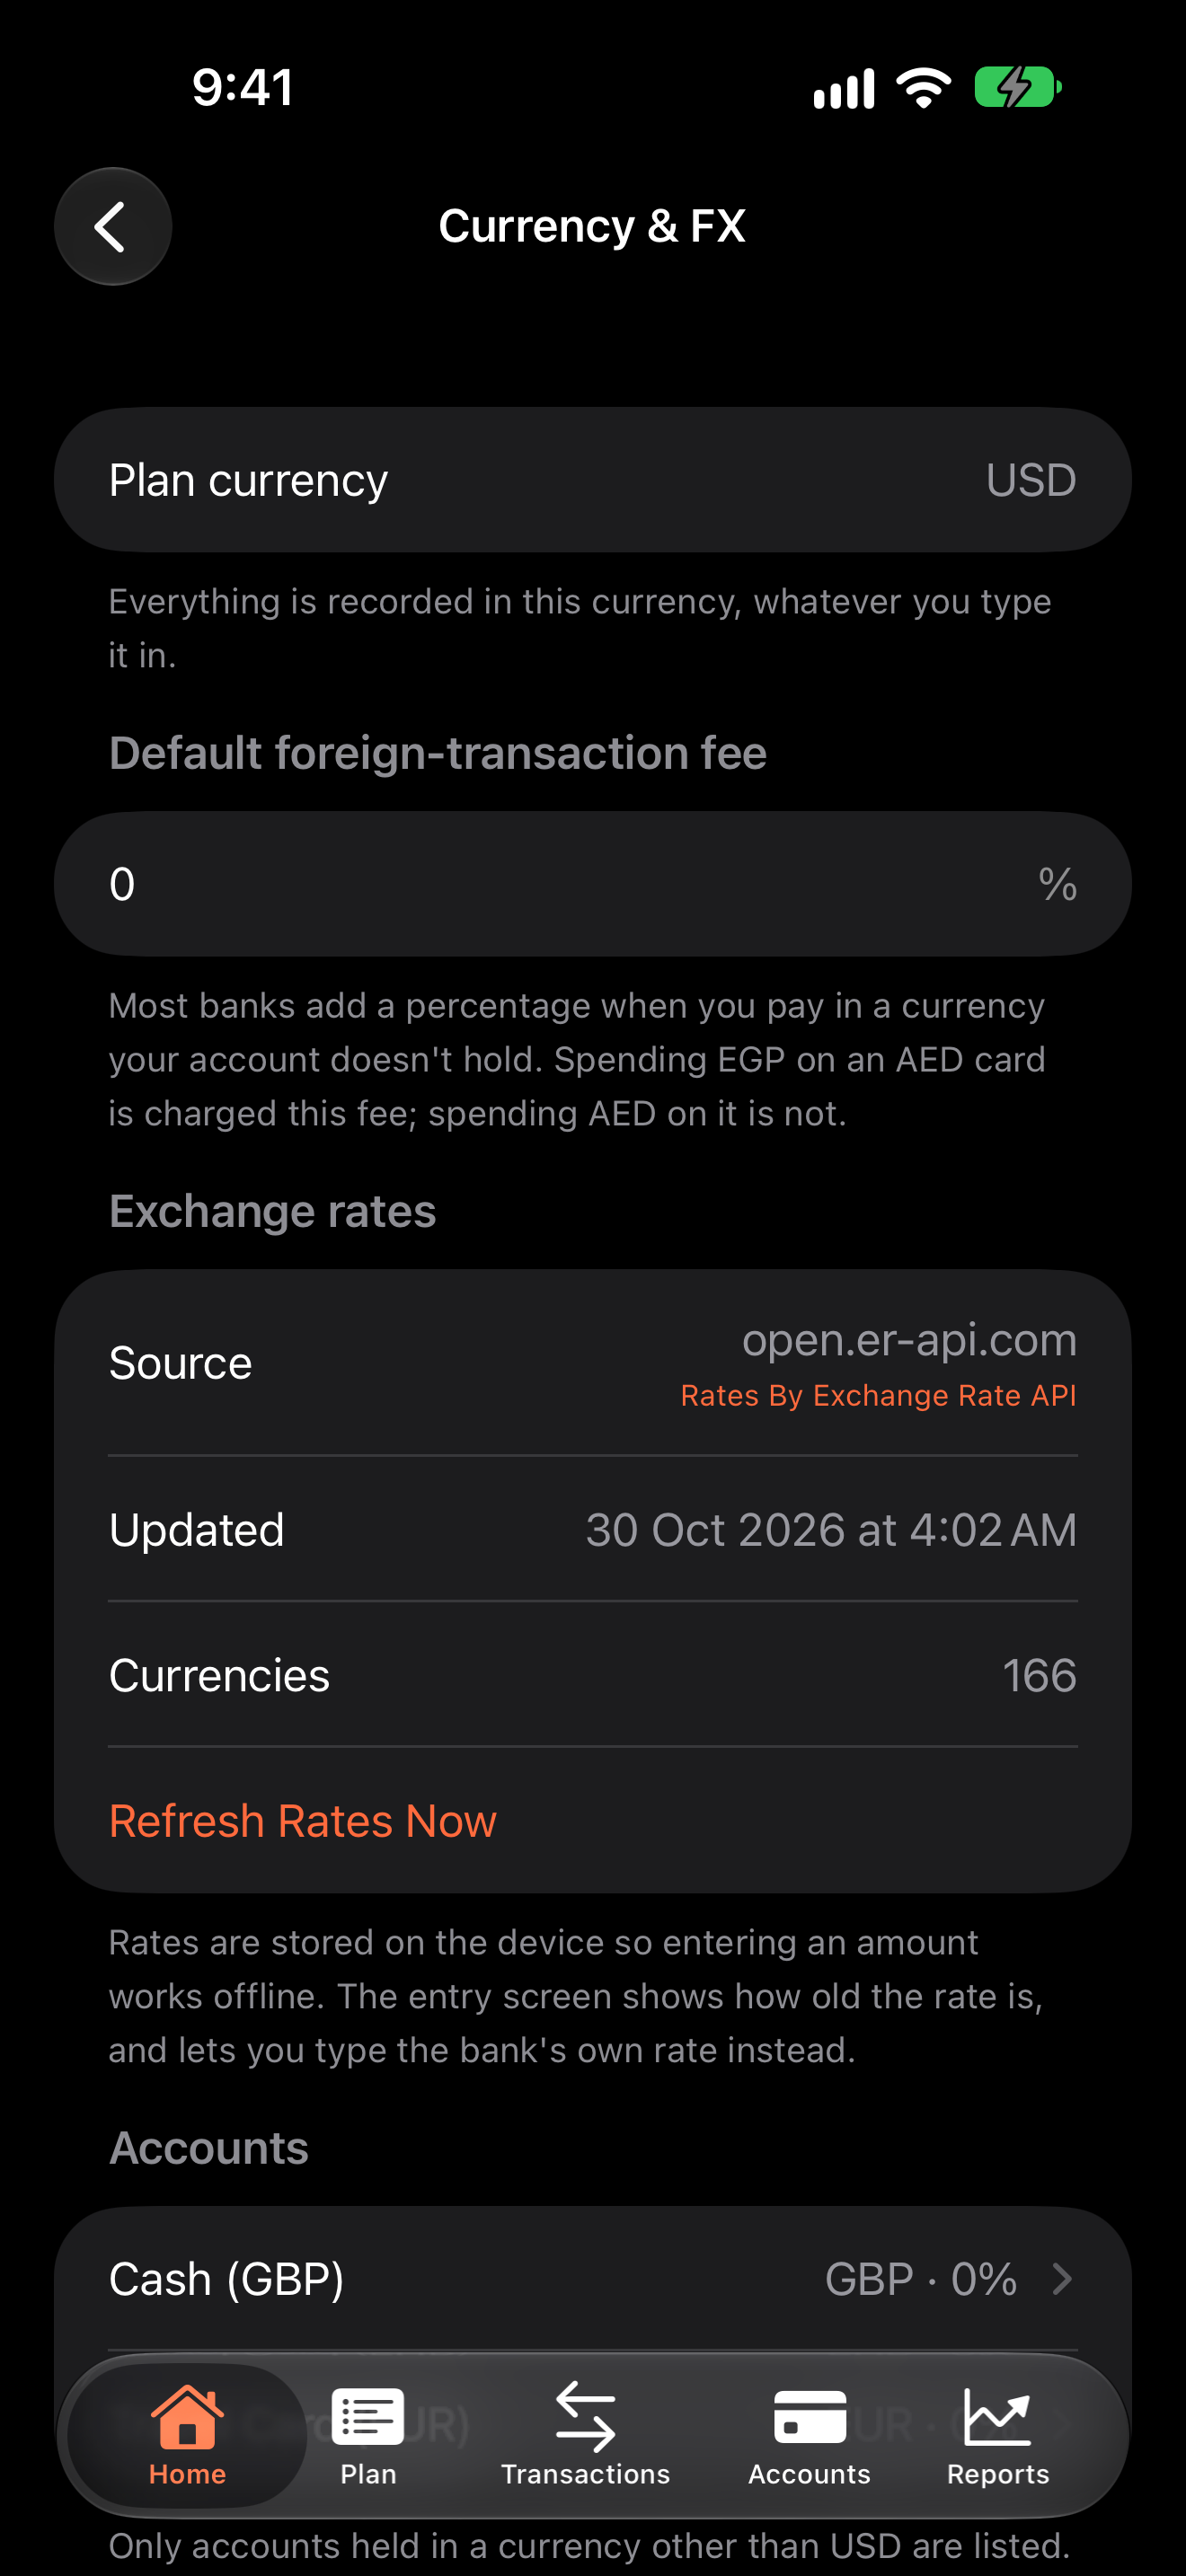 9:41
Currency & FX
Plan currency
USD
Everything is recorded in this currency, whatever you type
it in.
Default foreign-transaction fee
0
%
Most banks add a percentage when you pay in a currency
your account doesn't hold. Spending EGP on an AED card
is charged this fee; spending AED on it is not.
Exchange rates
Source
open.er-api.com
Rates By Exchange Rate API
Updated
30 Oct 2026 at 4:02 AM
Currencies
166
Refresh Rates Now
Rates are stored on the device so entering an amount
works offline. The entry screen shows how old the rate is,
and lets you type the bank's own rate instead.
Accounts
Cash (GBP)
GBP · 0%
Home
Plan
Transactions
Accounts
Reports
Only accounts held in a currency other than USD are listed.